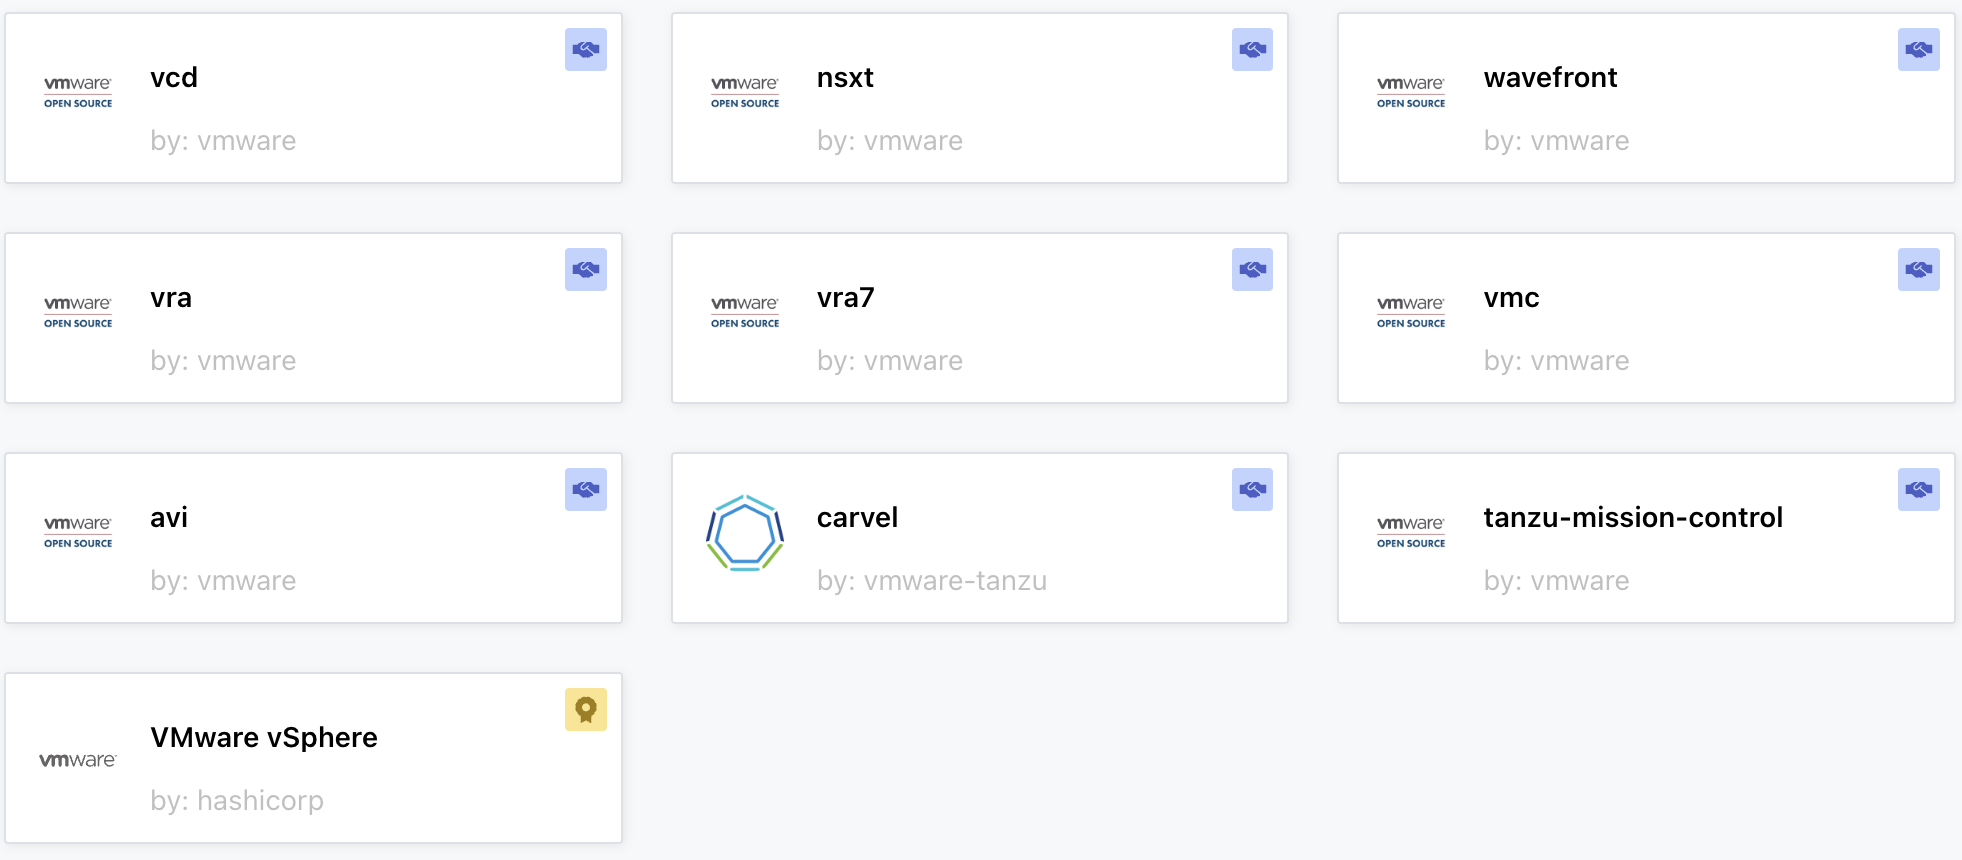 vcd
vmware
OPEN SOURCE
by: vmware
nsxt
vmware
OPEN SOURCE
by: vmware
wavefront
vmware
OPEN SOURCE
by: vmware
vra
vmware
OPEN SOURCE
by: vmware
vra7
vmware
OPEN SOURCE
by: vmware
vmc
vmware
OPEN SOURCE
by: vmware
avi
vmware
OPEN SOURCE
by: vmware
carvel
by: vmware-tanzu
tanzu-mission-control
vmware
OPEN SOURCE
by: vmware
VMware vSphere
vmware
by: hashicorp